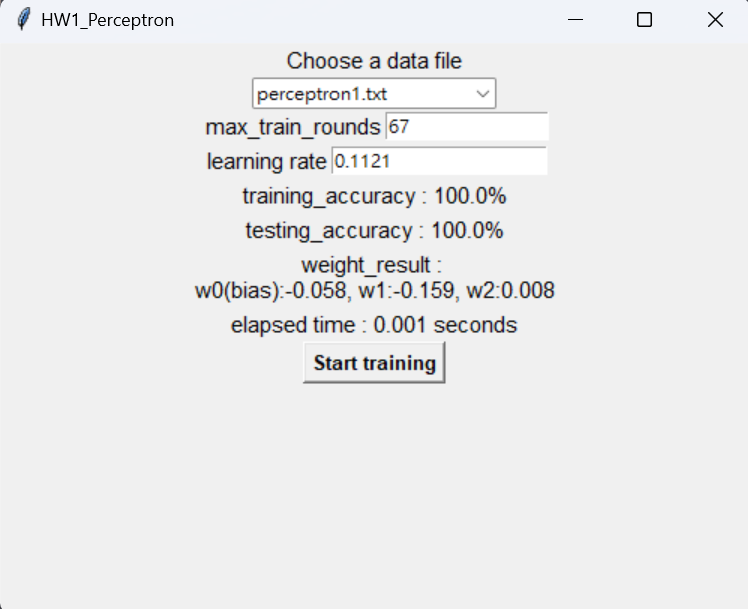 HW1_Perceptron
Choose a data file
perceptron1.txt
max_train_rounds 67
learning rate 0.1121
training_accuracy : 100.0%
testing_accuracy : 100.0%
weight_result :
w0(bias):-0.058, w1:-0.159, w2:0.008
elapsed time : 0.001 seconds
Start training